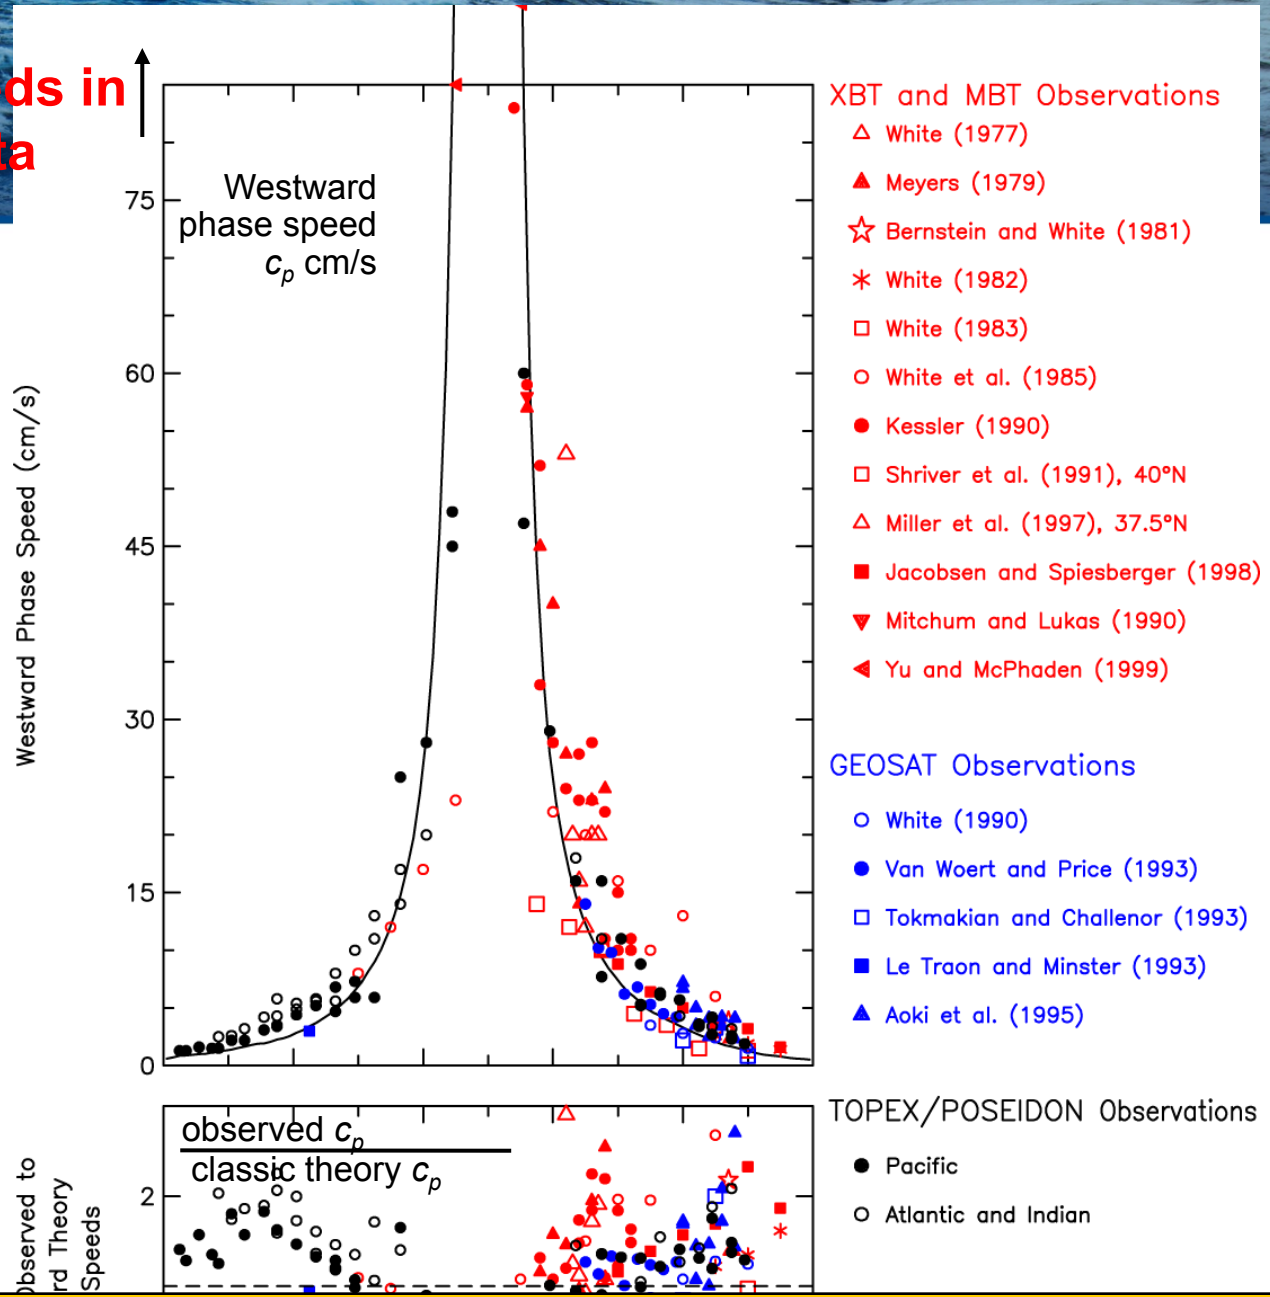 ds in
ta
Westward
phase speed
cp cm/s
Westward Phase Speed (cm/s)
75
60
45
30
15
0
XBT and MBT Observations
White (1977)
Meyers (1979)
Bernstein and White (1981)
White (1982)
White (1983)
White et al. (1985)
Kessler (1990)
Shriver et al. (1991), 40°N
Miller et al. (1997), 37.5°N
Jacobsen and Spiesberger (1998)
Mitchum and Lukas (1990)
Yu and McPhaden (1999)
GEOSAT Observations
White (1990)
Van Woert and Price (1993)
Tokmakian and Challenor (1993)
Le Traon and Minster (1993)
Aoki et al. (1995)
TOPEX/POSEIDON Observations
Pacific
Atlantic and Indian
observed cp
classic theory cp
Observed to
rd Theory
Speeds
2